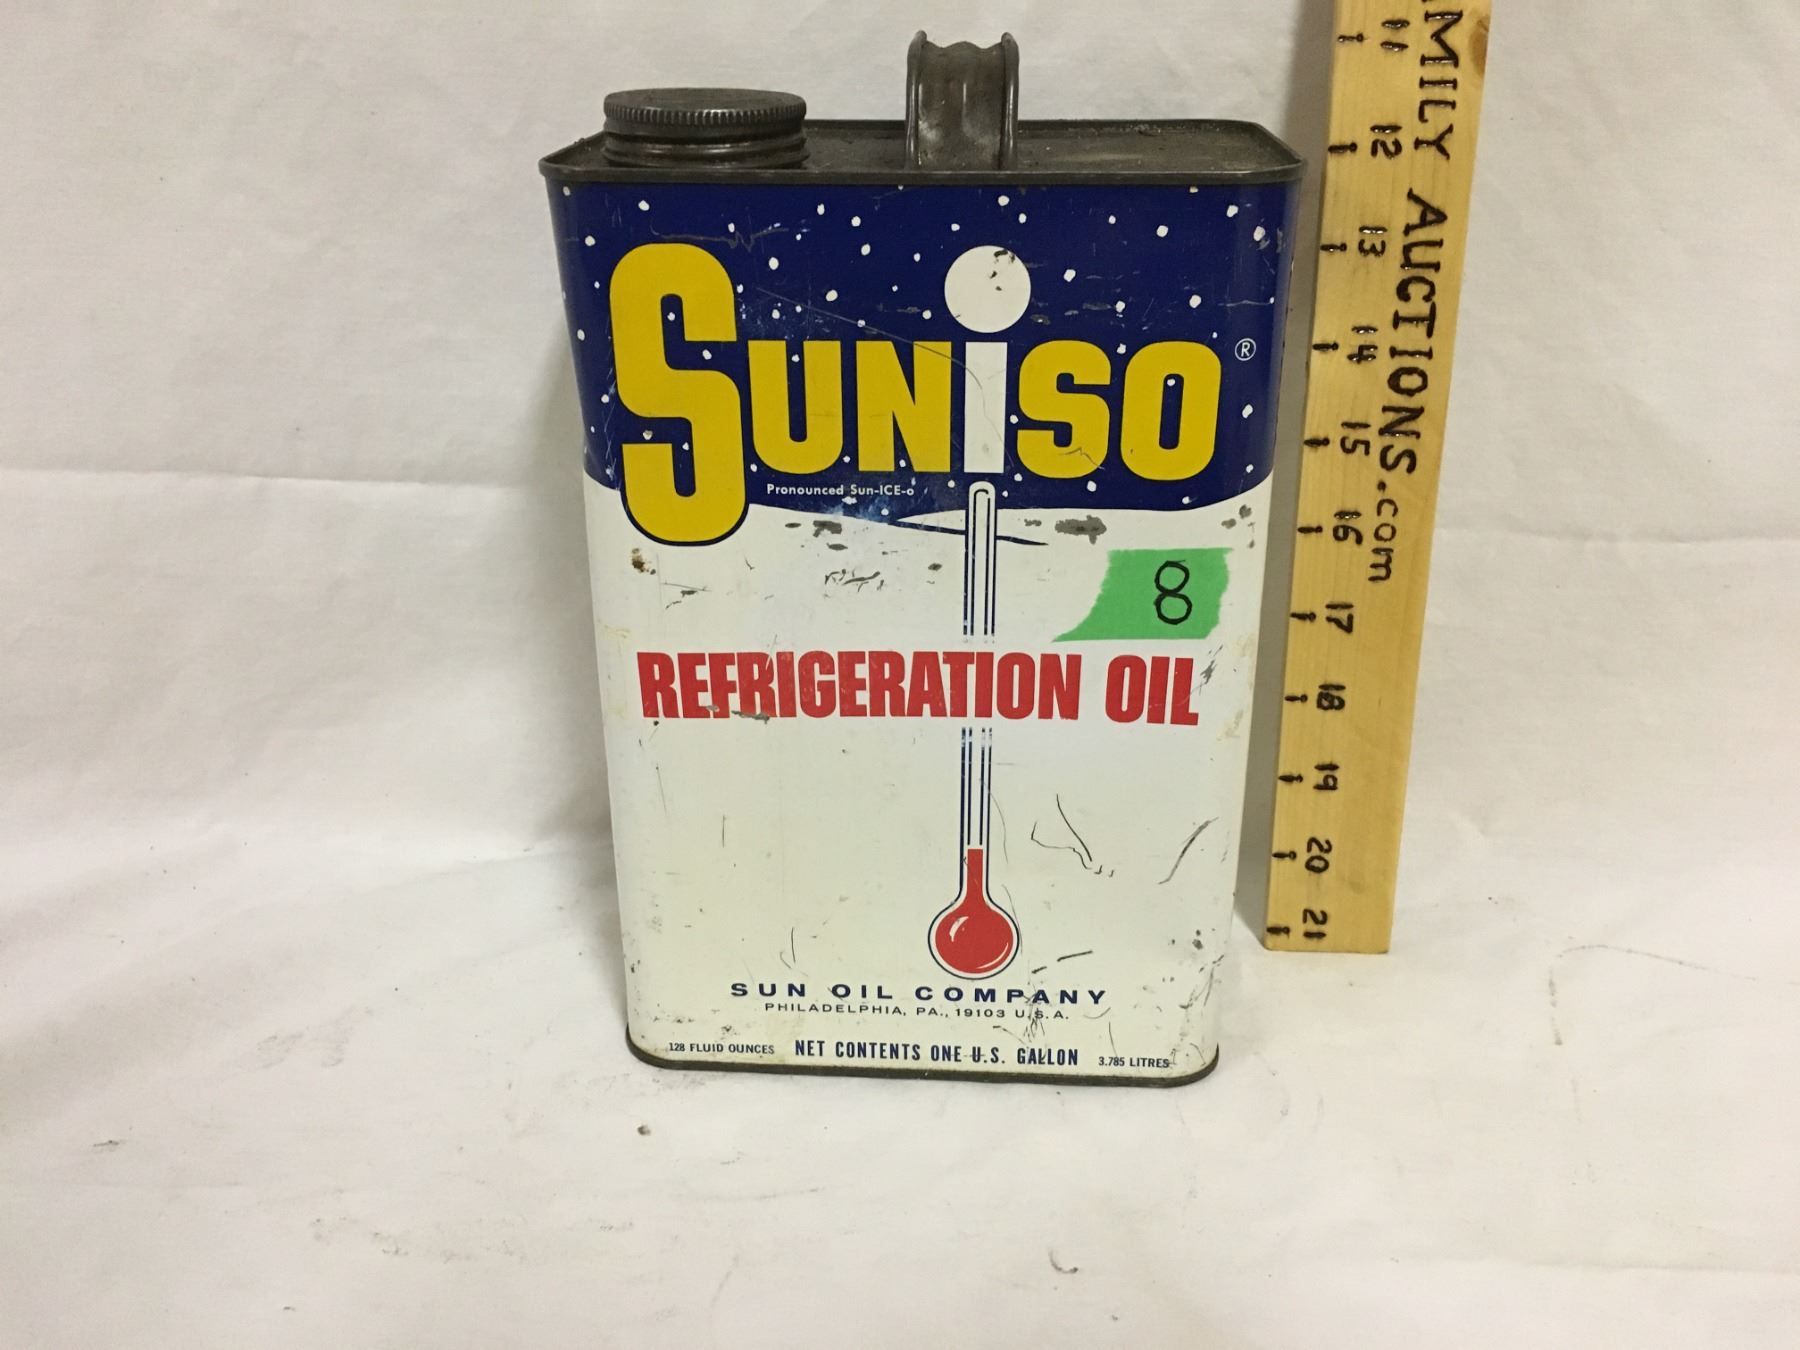 SUNiSO ®
Pronounced Sun-ICE-o
8
REFRIGERATION OIL
SUN OIL COMPANY
PHILADELPHIA, PA., 19103 U.S.A.
128 FLUID OUNCES NET CONTENTS ONE U.S. GALLON 3.785 LITRES
MILY AUCTIONS.com
11
12
13
14
15
16
17
18
19
20
21